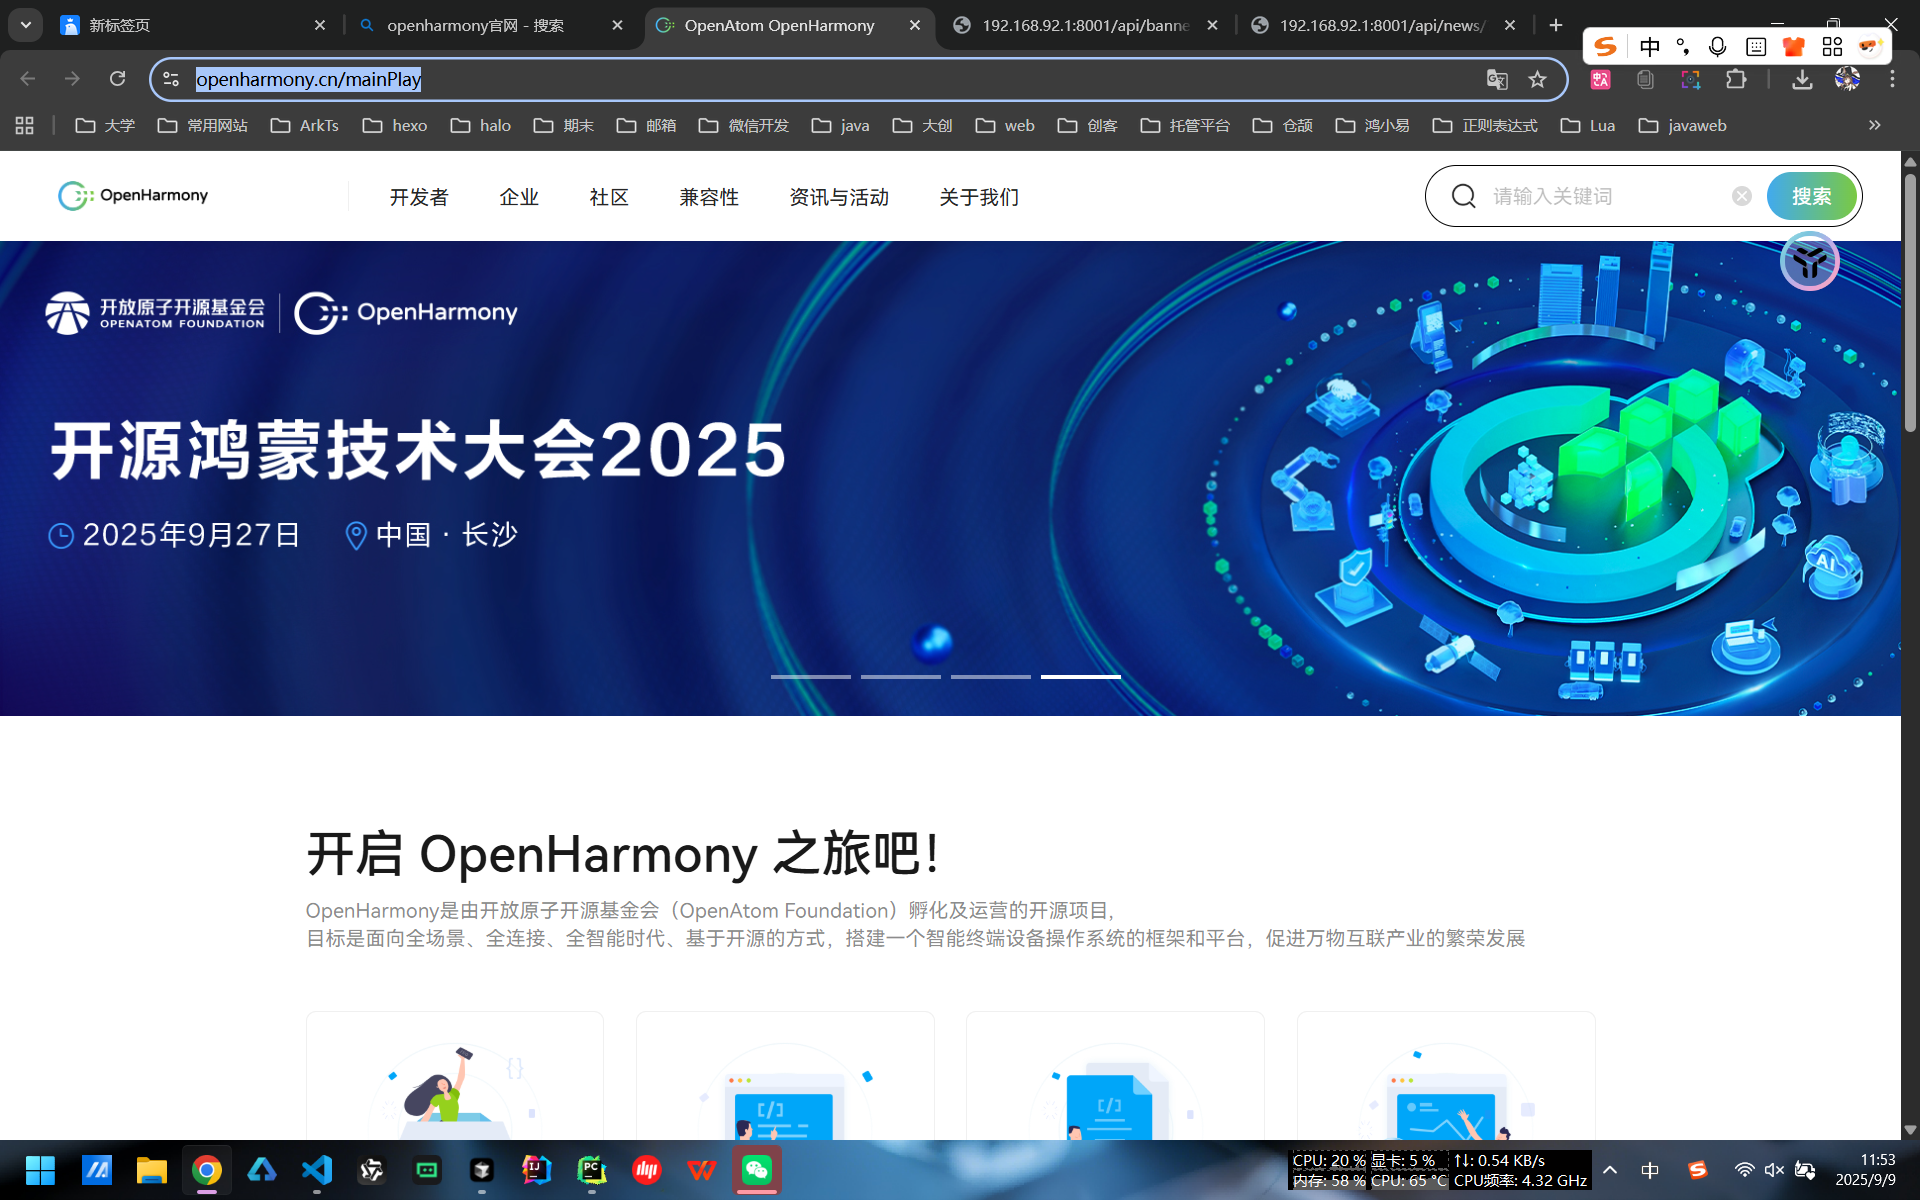 新标签页
openharmony官网 - 搜索
OpenAtom OpenHarmony
192.168.92.1:8001/api/banne
192.168.92.1:8001/api/news/
中
openharmony.cn/mainPlay
大学
常用网站
ArkTs
hexo
halo
期末
邮箱
微信开发
java
大创
web
创客
托管平台
仓颉
鸿小易
正则表达式
Lua
javaweb
OpenHarmony
开发者
企业
社区
兼容性
资讯与活动
关于我们
请输入关键词
搜索
开放原子开源基金会
OPENATOM FOUNDATION
OpenHarmony
开源鸿蒙技术大会2025
2025年9月27日
中国 · 长沙
AI
开启 OpenHarmony 之旅吧！
OpenHarmony是由开放原子开源基金会（OpenAtom Foundation）孵化及运营的开源项目，
目标是面向全场景、全连接、全智能时代、基于开源的方式，搭建一个智能终端设备操作系统的框架和平台，促进万物互联产业的繁荣发展
{}
[/]
[/]
CPU: 20 % 显卡: 5 % ↑↓: 0.54 KB/s
内存: 58 % CPU: 65 °C CPU频率: 4.32 GHz
中
11:53
2025/9/9